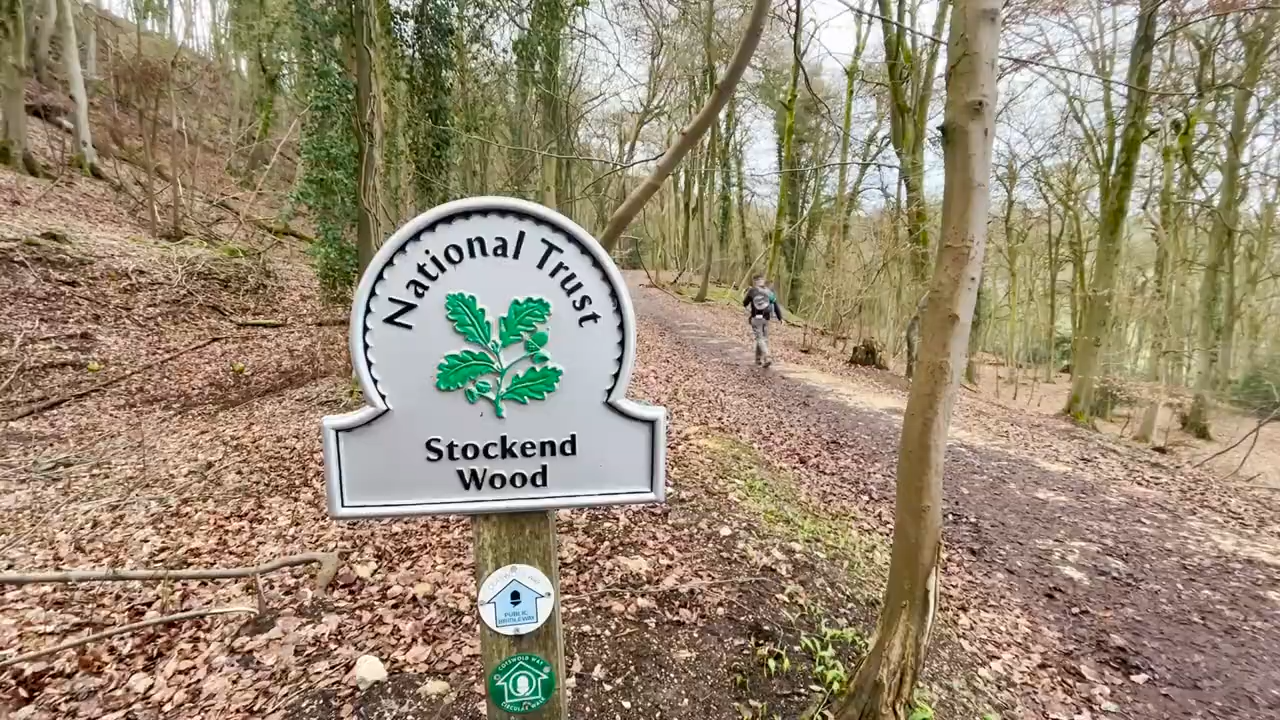 National Trust
Stockend
Wood
PUBLIC
BRIDLEWAY
COTSWOLD WAY
CIRCULAR WALK